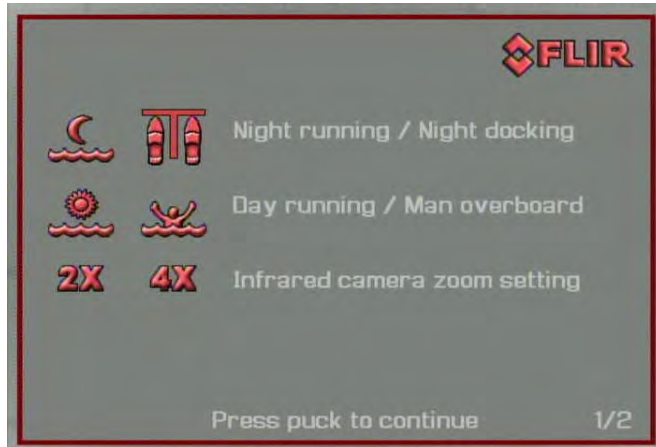 FLIR
Night running / Night docking
Day running / Man overboard
2X 4X Infrared camera zoom setting
Press puck to continue 1/2